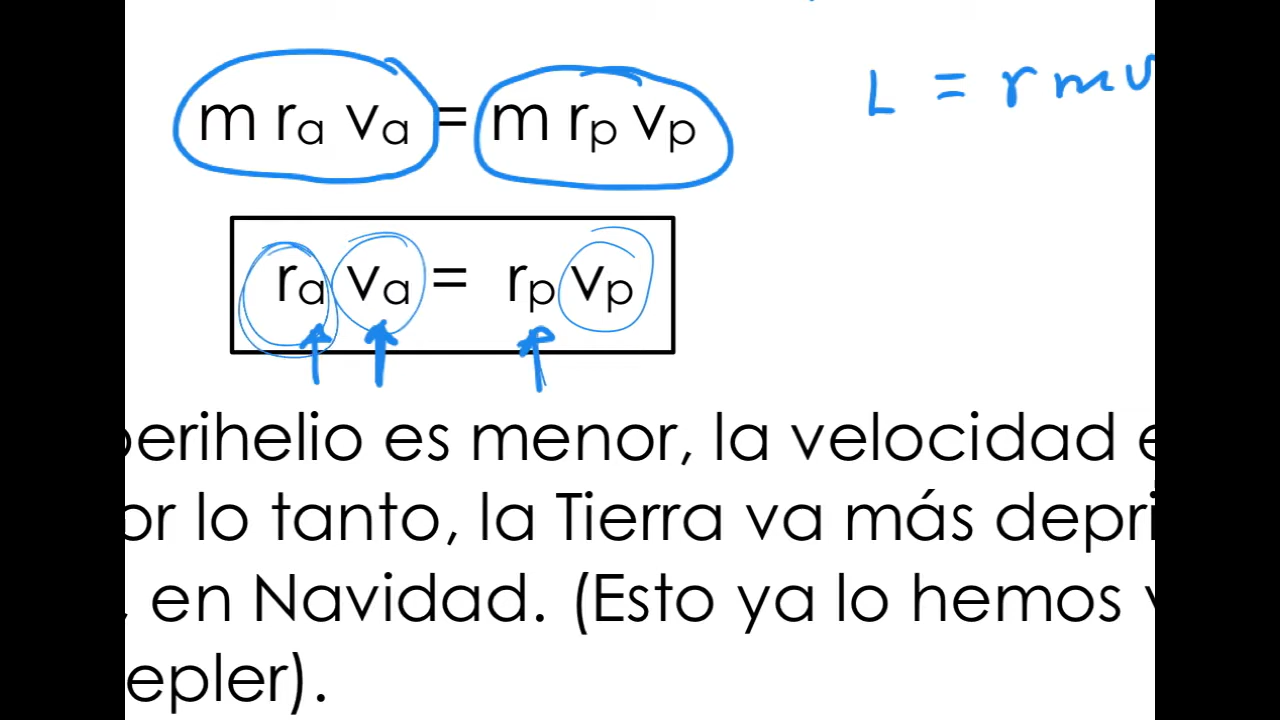 L = r m v
m ra va = m rp vp
ra va = rp vp
perihelio es menor, la velocidad
or lo tanto, la Tierra va más depri
, en Navidad. (Esto ya lo hemos
epler).